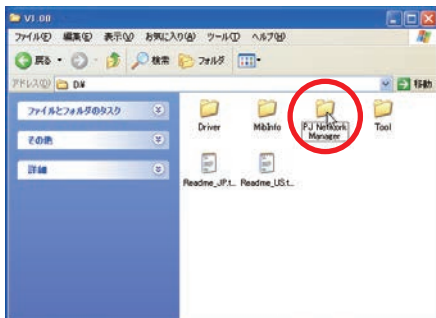 V1.00
ファイル(F) 編集(E) 表示(V) お気に入り(A) ツール(T) ヘルプ(H)
戻る 検索 フォルダ
アドレス(D) D:¥ 移動
ファイルとフォルダのタスク
その他
詳細
Driver MibInfo PJ Network Manager Tool
Readme_JP.t... Readme_US.t...